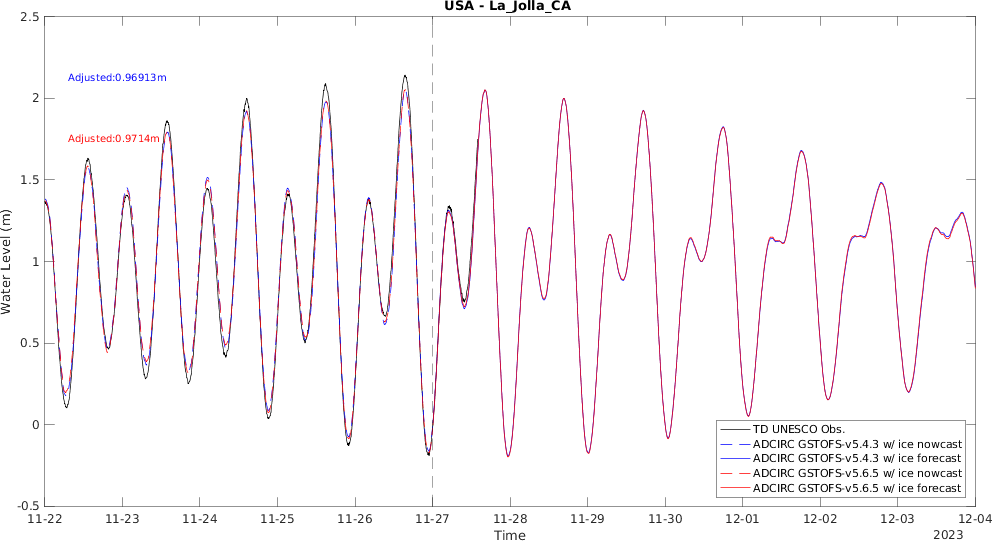 USA - La_Jolla_CA
2.5
2
1.5
1
0.5
0
-0.5
Water Level (m)
Adjusted:0.96913m
Adjusted:0.9714m
TD UNESCO Obs.
ADCIRC GSTOFS-v5.4.3 w/ ice nowcast
ADCIRC GSTOFS-v5.4.3 w/ ice forecast
ADCIRC GSTOFS-v5.6.5 w/ ice nowcast
ADCIRC GSTOFS-v5.6.5 w/ ice forecast
11-22 11-23 11-24 11-25 11-26 11-27 11-28 11-29 11-30 12-01 12-02 12-03 12-04
Time
2023